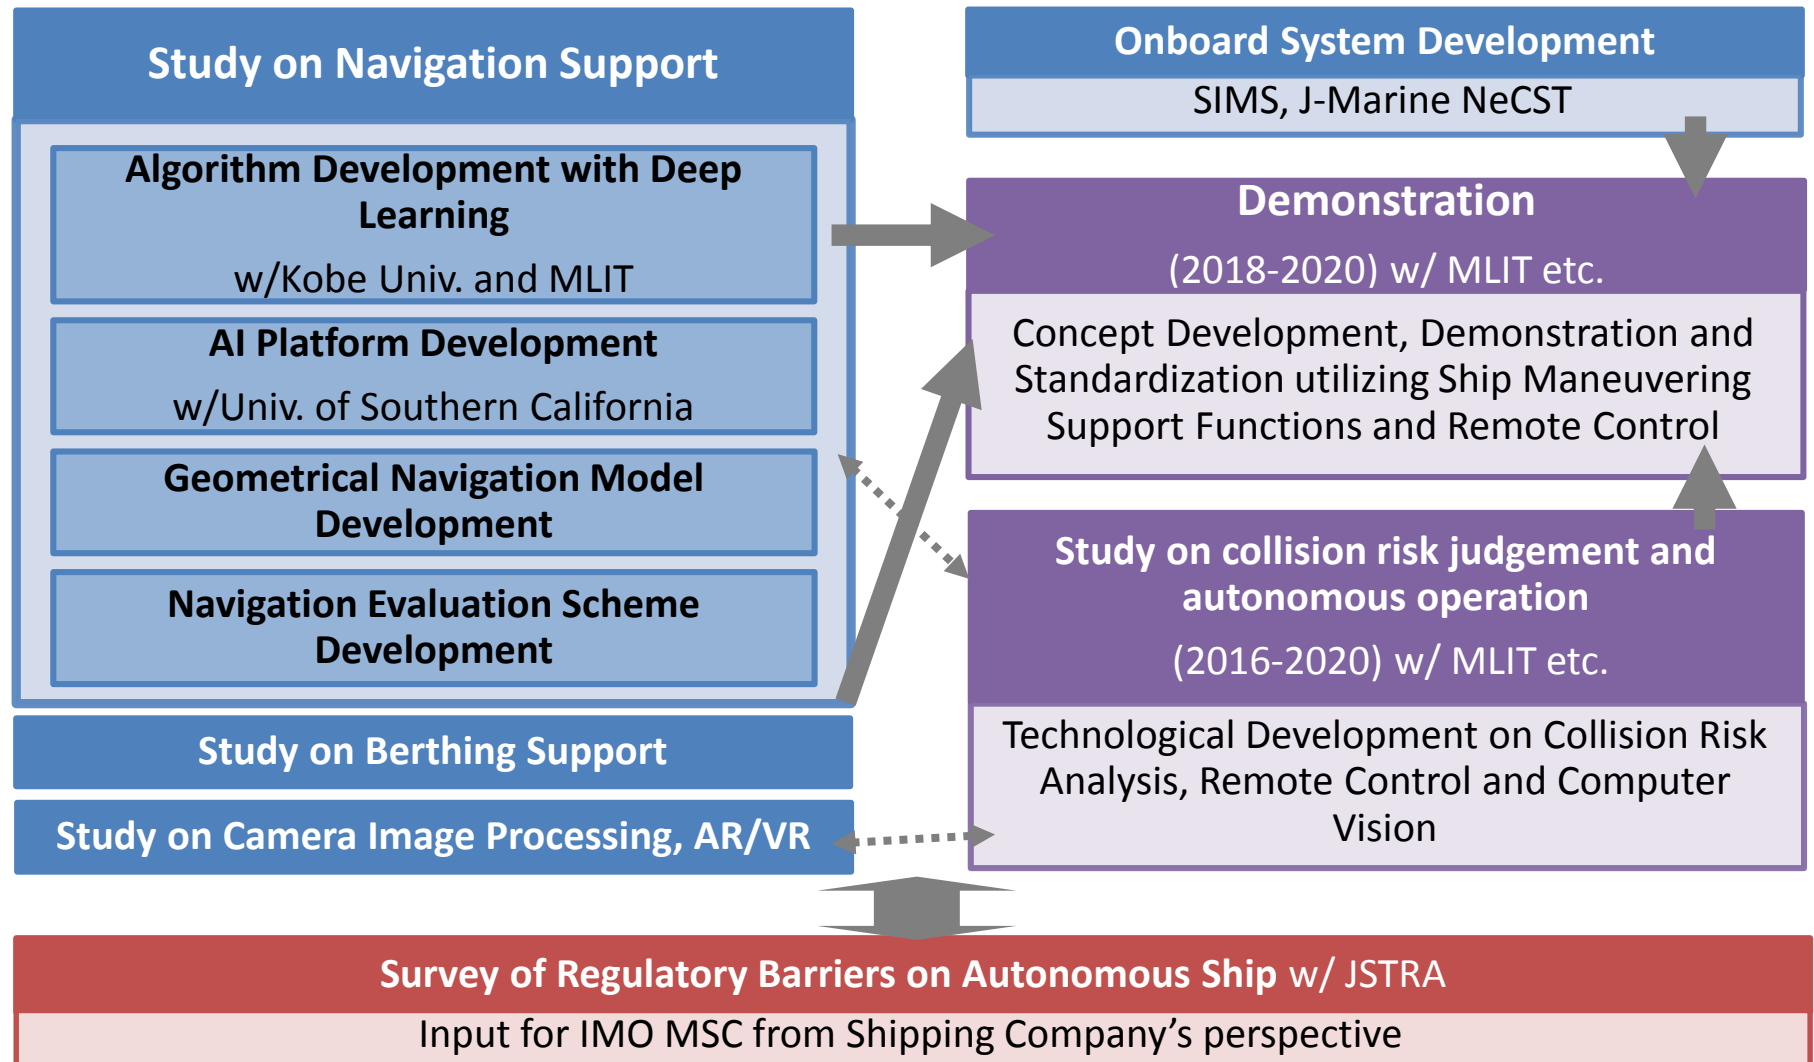 Study on Navigation Support
Algorithm Development with Deep
Learning
w/Kobe Univ. and MLIT
AI Platform Development
w/Univ. of Southern California
Geometrical Navigation Model
Development
Navigation Evaluation Scheme
Development
Study on Berthing Support
Study on Camera Image Processing, AR/VR
Onboard System Development
SIMS, J-Marine NeCST
Demonstration
(2018-2020) w/ MLIT etc.
Concept Development, Demonstration and
Standardization utilizing Ship Maneuvering
Support Functions and Remote Control
Study on collision risk judgement and
autonomous operation
(2016-2020) w/ MLIT etc.
Technological Development on Collision Risk
Analysis, Remote Control and Computer
Vision
Survey of Regulatory Barriers on Autonomous Ship w/ JSTRA
Input for IMO MSC from Shipping Company's perspective